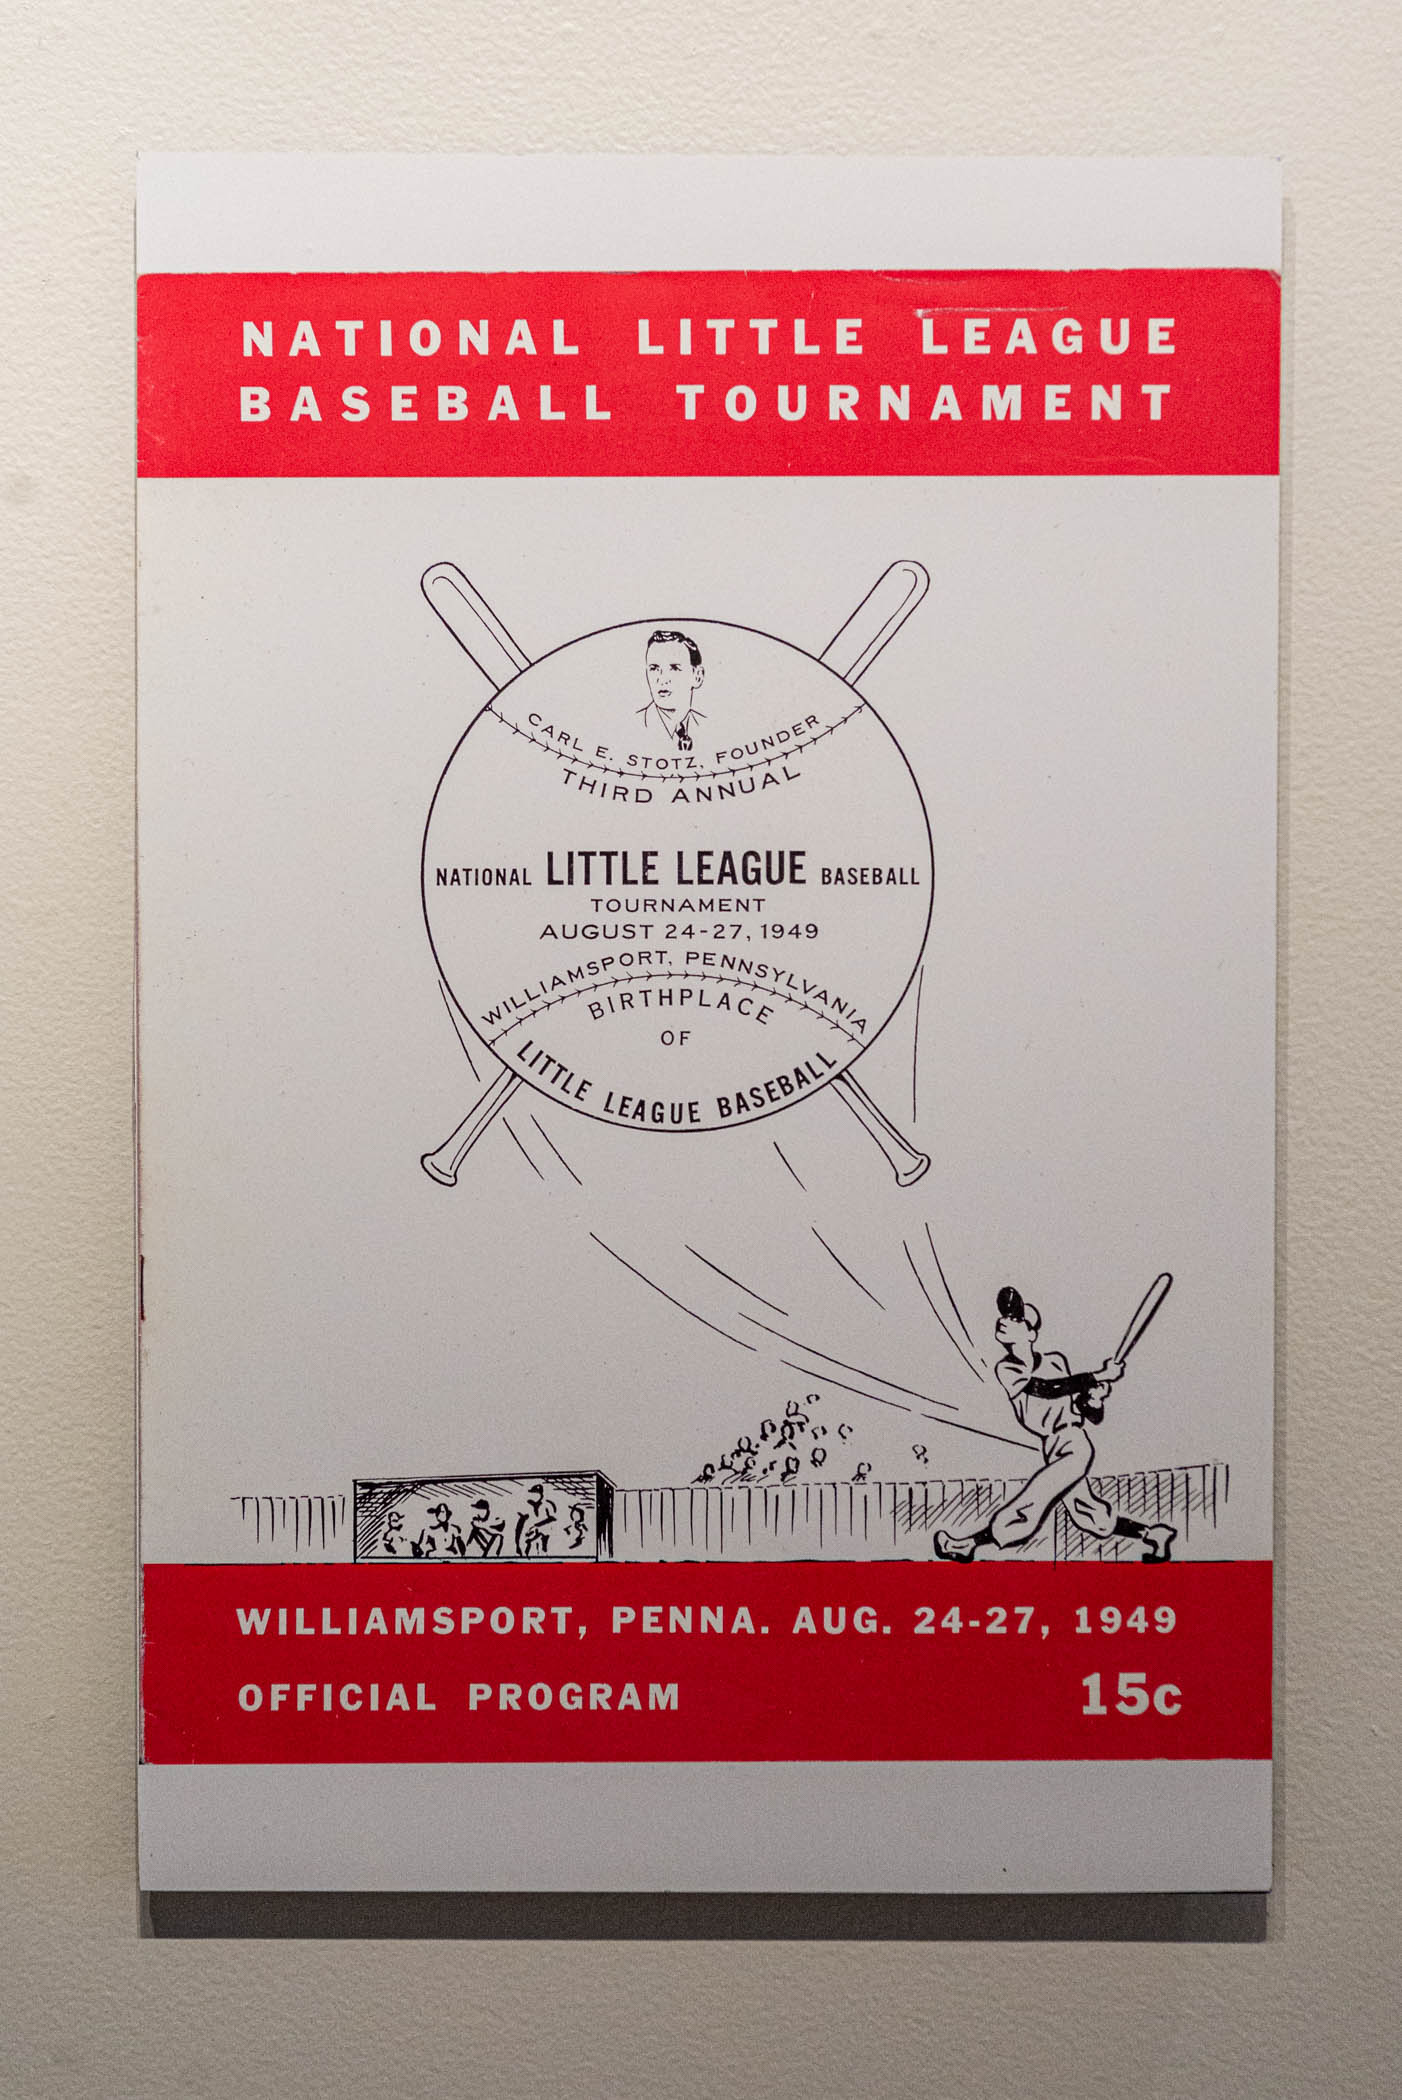 NATIONAL LITTLE LEAGUE
BASEBALL TOURNAMENT
CARL E. STOTZ, FOUNDER
THIRD ANNUAL
NATIONAL LITTLE LEAGUE BASEBALL
TOURNAMENT
AUGUST 24-27, 1949
WILLIAMSPORT, PENNSYLVANIA
BIRTHPLACE
OF
LITTLE LEAGUE BASEBALL
WILLIAMSPORT, PENNA. AUG. 24-27, 1949
OFFICIAL PROGRAM 15c